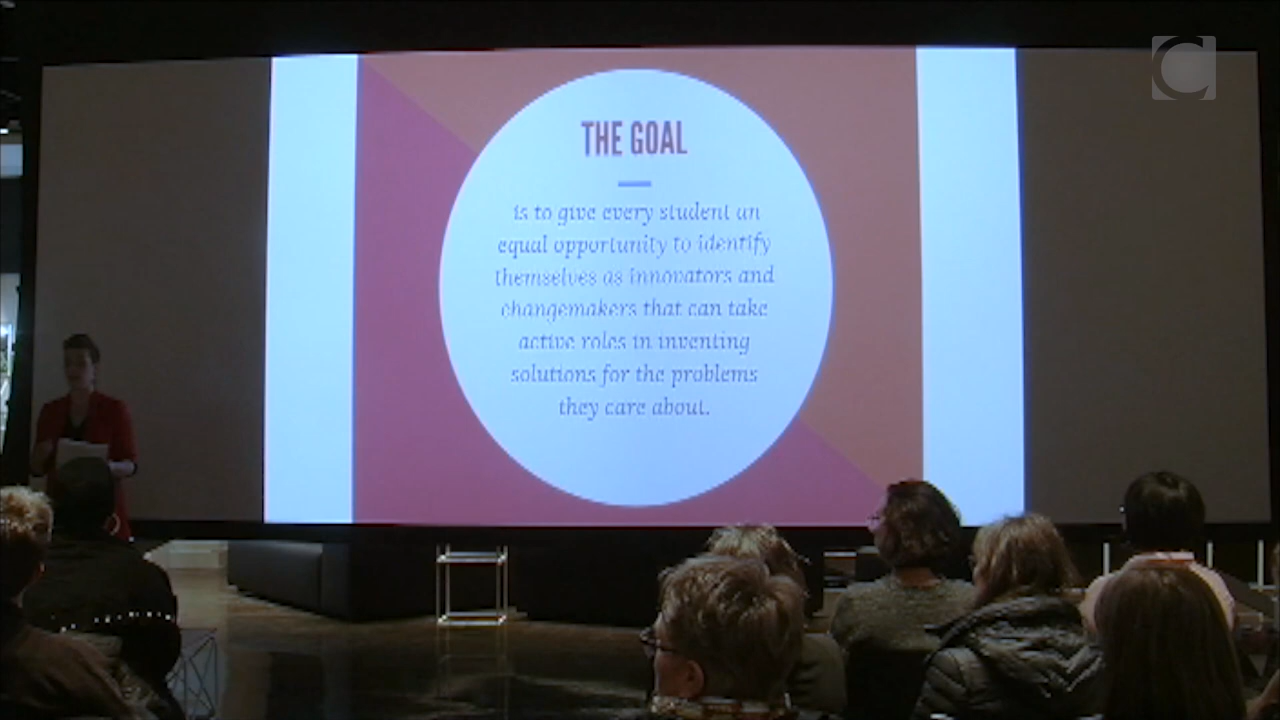 THE GOAL
is to give every student an
equal opportunity to identify
themselves as innovators and
changemakers that can take
active roles in inventing
solutions for the problems
they care about.